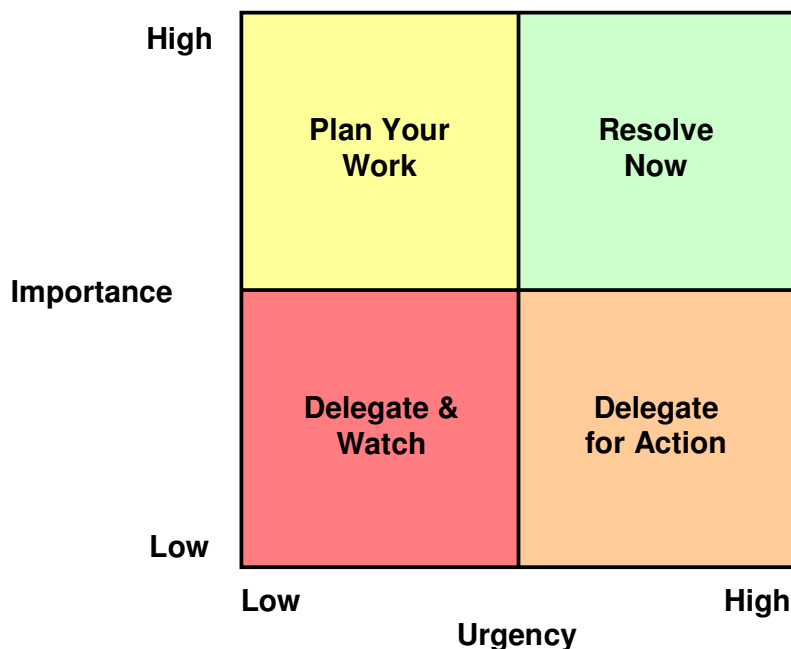 High
Plan Your
Work
Resolve
Now
Importance
Delegate &
Watch
Delegate
for Action
Low
Low
High
Urgency